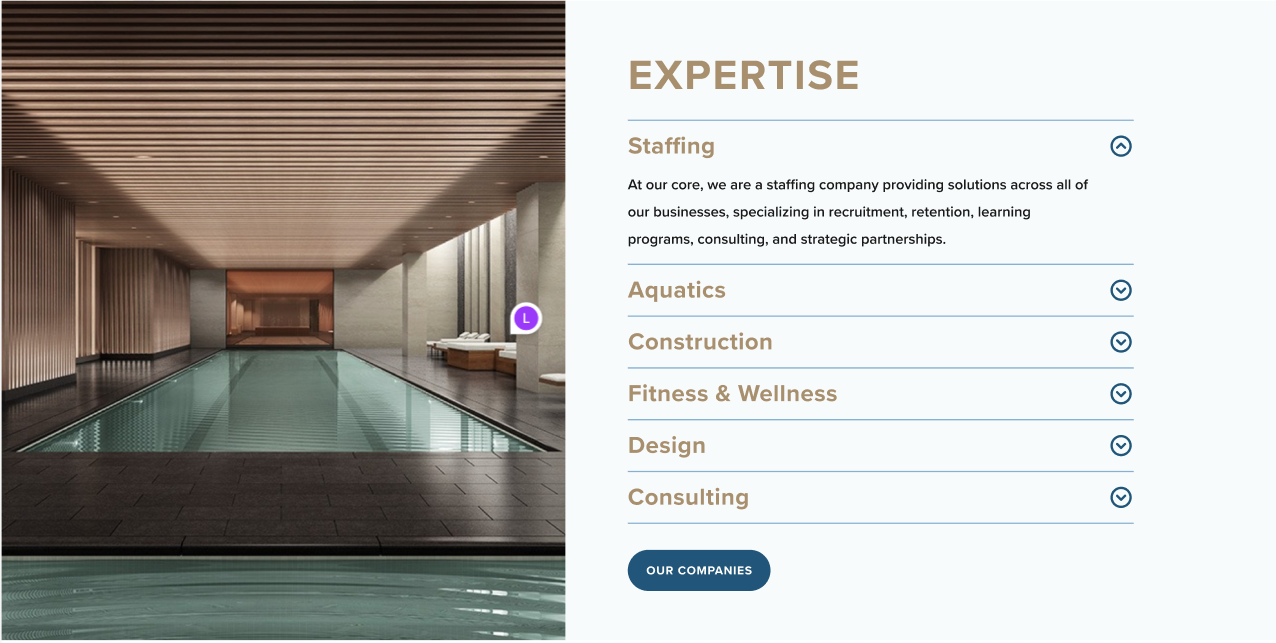 EXPERTISE
Staffing
At our core, we are a staffing company providing solutions across all of
our businesses, specializing in recruitment, retention, learning
programs, consulting, and strategic partnerships.
Aquatics
Construction
Fitness & Wellness
Design
Consulting
OUR COMPANIES
L